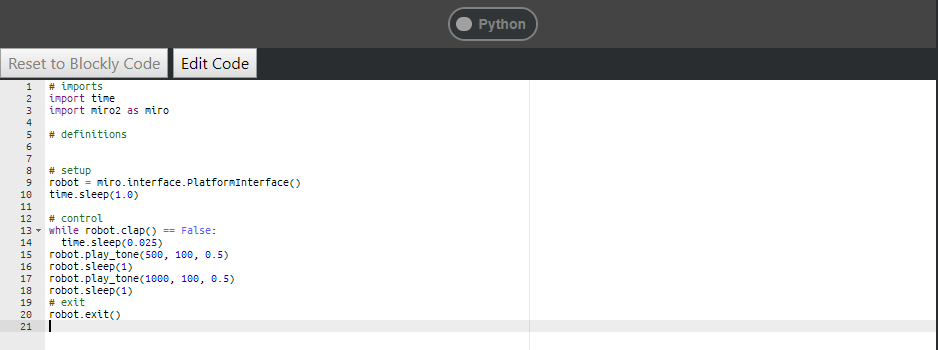 Python
Reset to Blockly Code Edit Code
1 # imports
2 import time
3 import miro2 as miro
4
5 # definitions
6
7
8 # setup
9 robot = miro.interface.PlatformInterface()
10 time.sleep(1.0)
11
12 # control
13 while robot.clap() == False:
14   time.sleep(0.025)
15 robot.play_tone(500, 100, 0.5)
16 robot.sleep(1)
17 robot.play_tone(1000, 100, 0.5)
18 robot.sleep(1)
19 # exit
20 robot.exit()
21